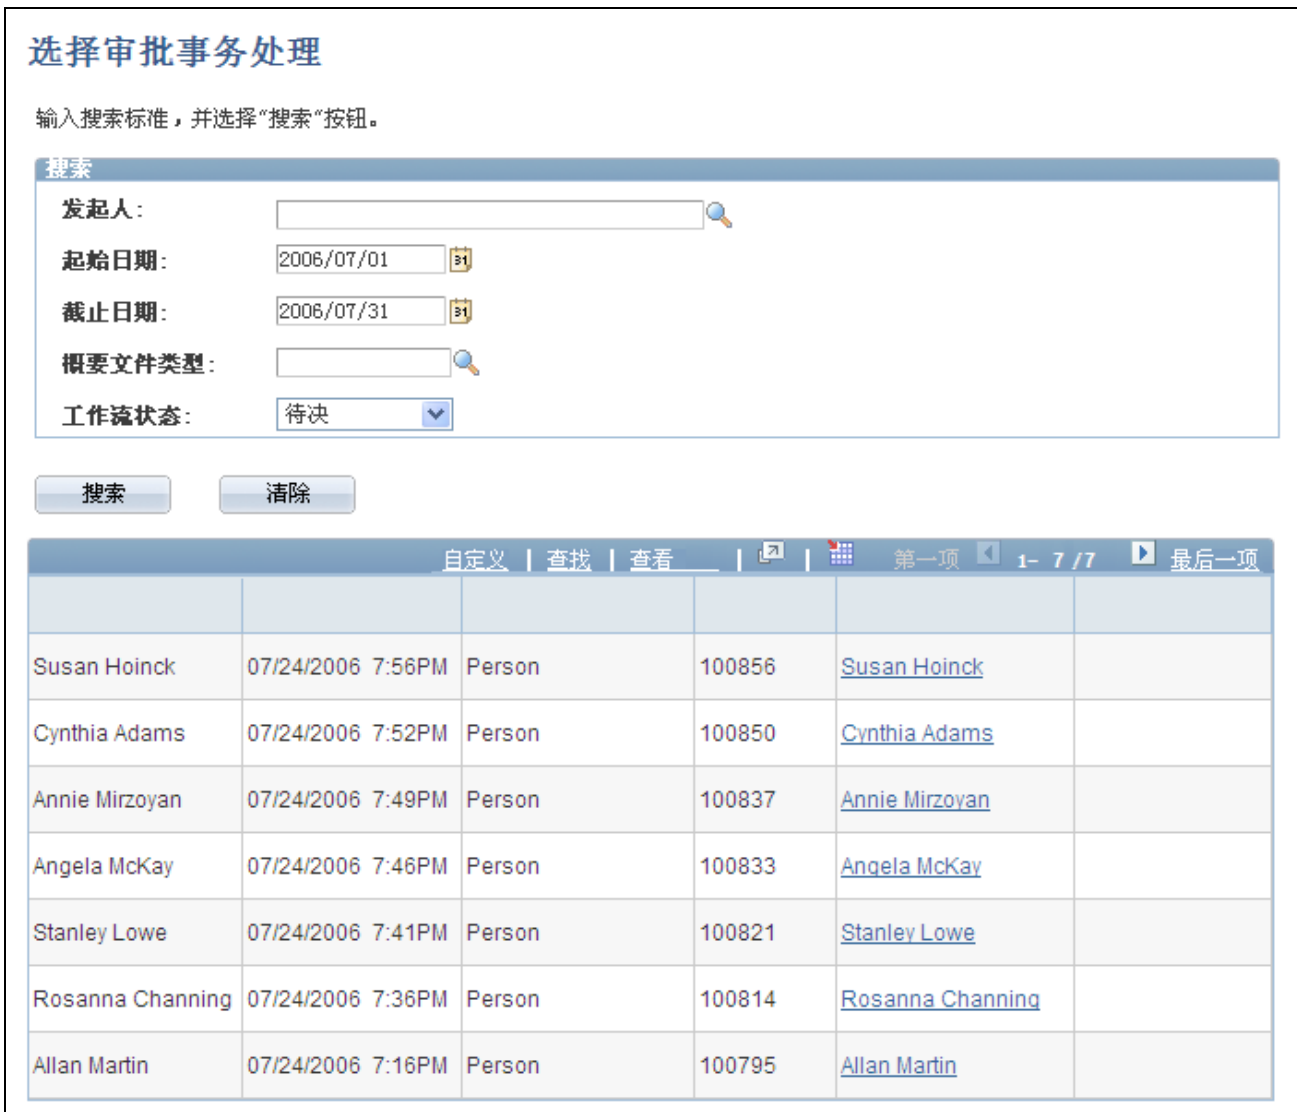 选择审批事务处理
输入搜索标准，并选择“搜索”按钮。
搜索
发起人:
起始日期: 2006/07/01
截止日期: 2006/07/31
概要文件类型:
工作流状态: 待决
搜索 清除
自定义 | 查找 | 查看 | | 第一项 1- 7 /7 最后一项
Susan Hoinck 07/24/2006 7:56PM Person 100856 Susan Hoinck
Cynthia Adams 07/24/2006 7:52PM Person 100850 Cynthia Adams
Annie Mirzoyan 07/24/2006 7:49PM Person 100837 Annie Mirzoyan
Angela McKay 07/24/2006 7:46PM Person 100833 Angela McKay
Stanley Lowe 07/24/2006 7:41PM Person 100821 Stanley Lowe
Rosanna Channing 07/24/2006 7:36PM Person 100814 Rosanna Channing
Allan Martin 07/24/2006 7:16PM Person 100795 Allan Martin